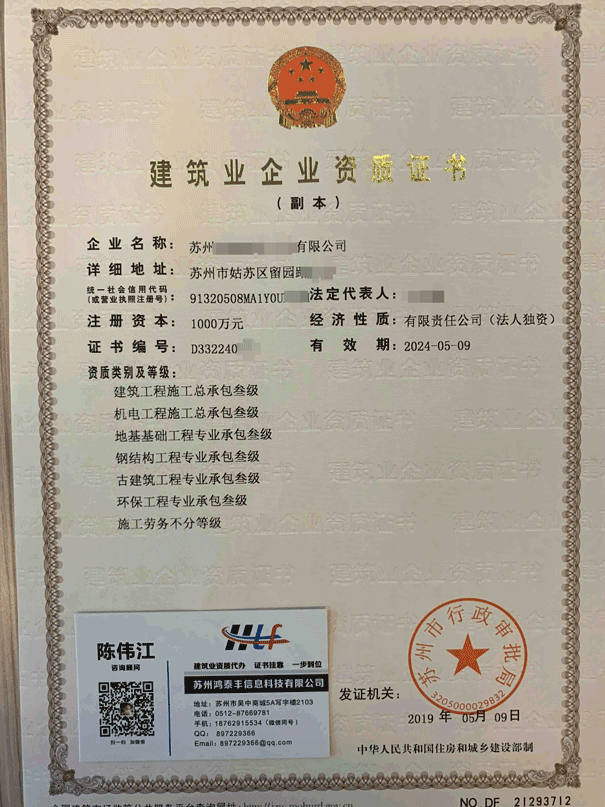 建筑业企业资质证书
（副本）
企业名称：苏州 有限公司
详细地址：苏州市姑苏区留园路
统一社会信用代码
(或营业执照注册号)：91320508MA1Y0U 法定代表人：
注册资本：1000万元 经济性质：有限责任公司（法人独资）
证书编号：D332240 有效期：2024-05-09
资质类别及等级：
建筑工程施工总承包叁级
机电工程施工总承包叁级
地基基础工程专业承包叁级
钢结构工程专业承包叁级
古建筑工程专业承包叁级
环保工程专业承包叁级
施工劳务不分等级
陈伟江
咨询顾问
扫一扫 加微信
HTF
建筑业资质代办 证书挂靠 一步到位
苏州鸿泰丰信息科技有限公司
地址：苏州市吴中商城5A写字楼2103
电话：0512-87669781
手机：18762915534（微信同号）
QQ：897229366
Email：897229366@qq.com
苏州市行政审批局
3205000029832
发证机关：
2019 年 05月 09日
中华人民共和国住房和城乡建设部制
NO DF 21293712